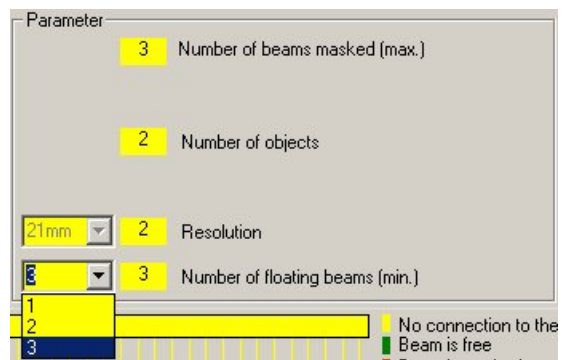 Parameter
3 Number of beams masked (max.)
2 Number of objects
21mm 2 Resolution
3 3 Number of floating beams (min.)
1
2 No connection to the
3 Beam is free